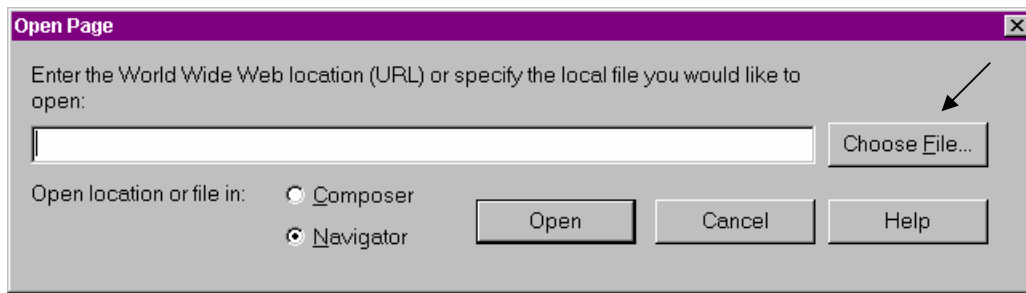 Open Page
Enter the World Wide Web location (URL) or specify the local file you would like to
open:
Choose File...
Open location or file in:
Composer
Navigator
Open
Cancel
Help